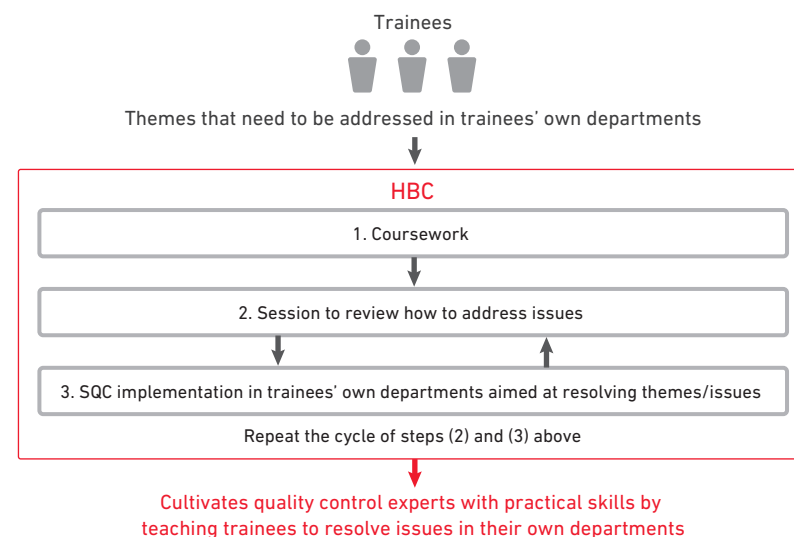 Trainees
Themes that need to be addressed in trainees’ own departments
HBC
1. Coursework
2. Session to review how to address issues
3. SQC implementation in trainees’ own departments aimed at resolving themes/issues
Repeat the cycle of steps (2) and (3) above
Cultivates quality control experts with practical skills by
teaching trainees to resolve issues in their own departments